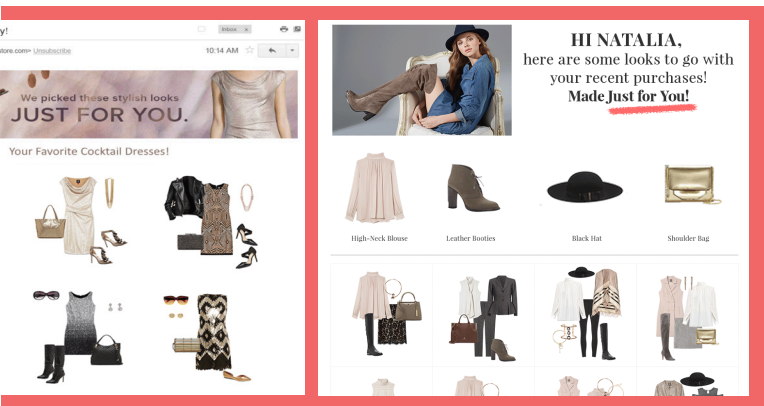 y!
Inbox x
tore.com> Unsubscribe
10:14 AM
We picked these stylish looks
JUST FOR YOU.
Your Favorite Cocktail Dresses!
HI NATALIA,
here are some looks to go with
your recent purchases!
Made Just for You!
High-Neck Blouse
Leather Booties
Black Hat
Shoulder Bag